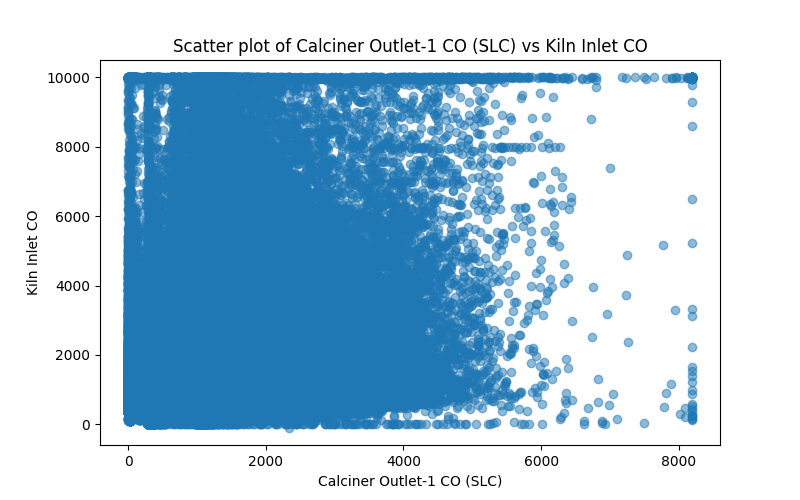 Scatter plot of Calciner Outlet-1 CO (SLC) vs Kiln Inlet CO
10000
8000
6000
4000
2000
0
Kiln Inlet CO
0 2000 4000 6000 8000
Calciner Outlet-1 CO (SLC)